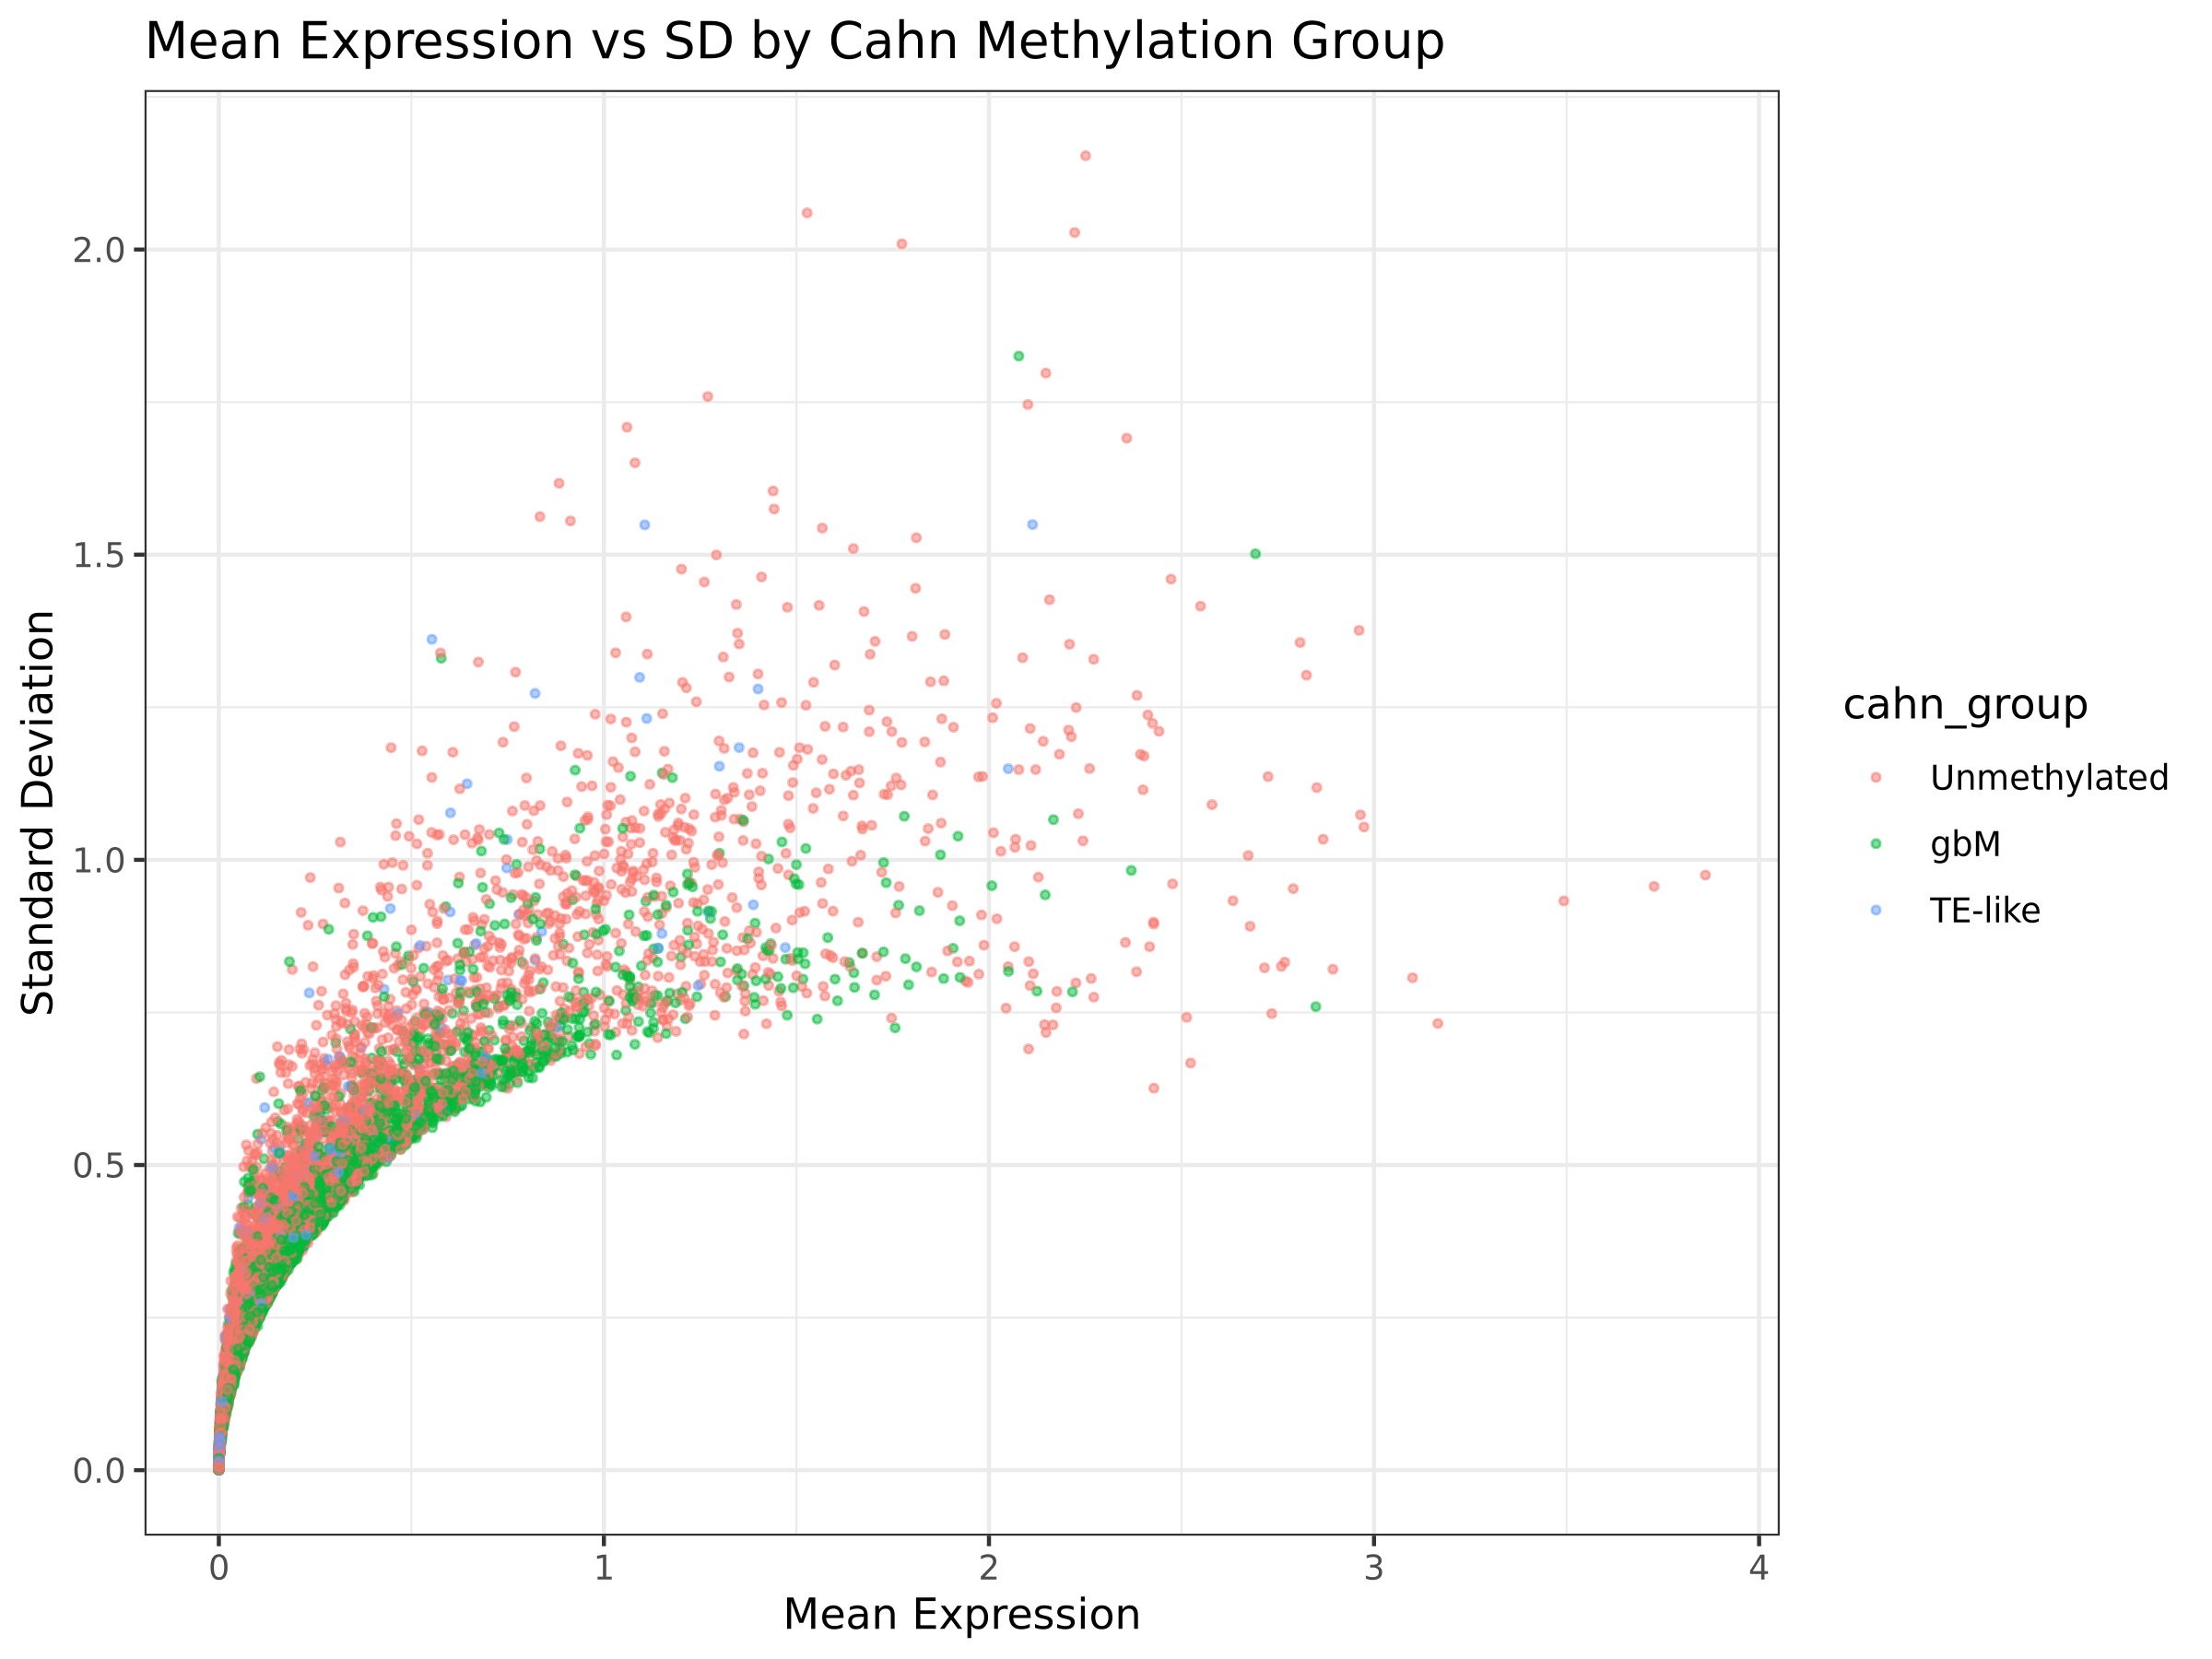 Mean Expression vs SD by Cahn Methylation Group
Standard Deviation
2.0
1.5
1.0
0.5
0.0
0 1 2 3 4
Mean Expression
cahn_group
Unmethylated
gbM
TE-like